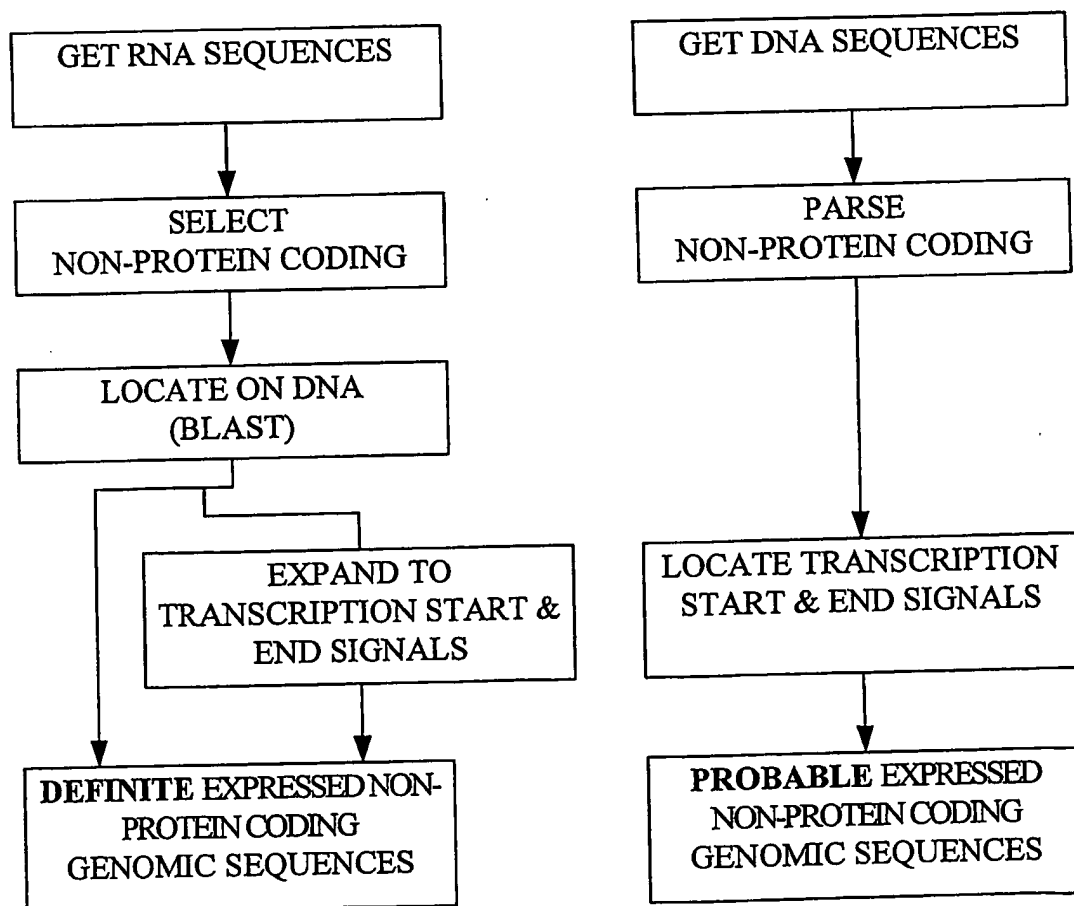 GET RNA SEQUENCES
SELECT
NON-PROTEIN CODING
LOCATE ON DNA
(BLAST)
EXPAND TO
TRANSCRIPTION START &
END SIGNALS
DEFINITE EXPRESSED NON-
PROTEIN CODING
GENOMIC SEQUENCES
GET DNA SEQUENCES
PARSE
NON-PROTEIN CODING
LOCATE TRANSCRIPTION
START & END SIGNALS
PROBABLE EXPRESSED
NON-PROTEIN CODING
GENOMIC SEQUENCES